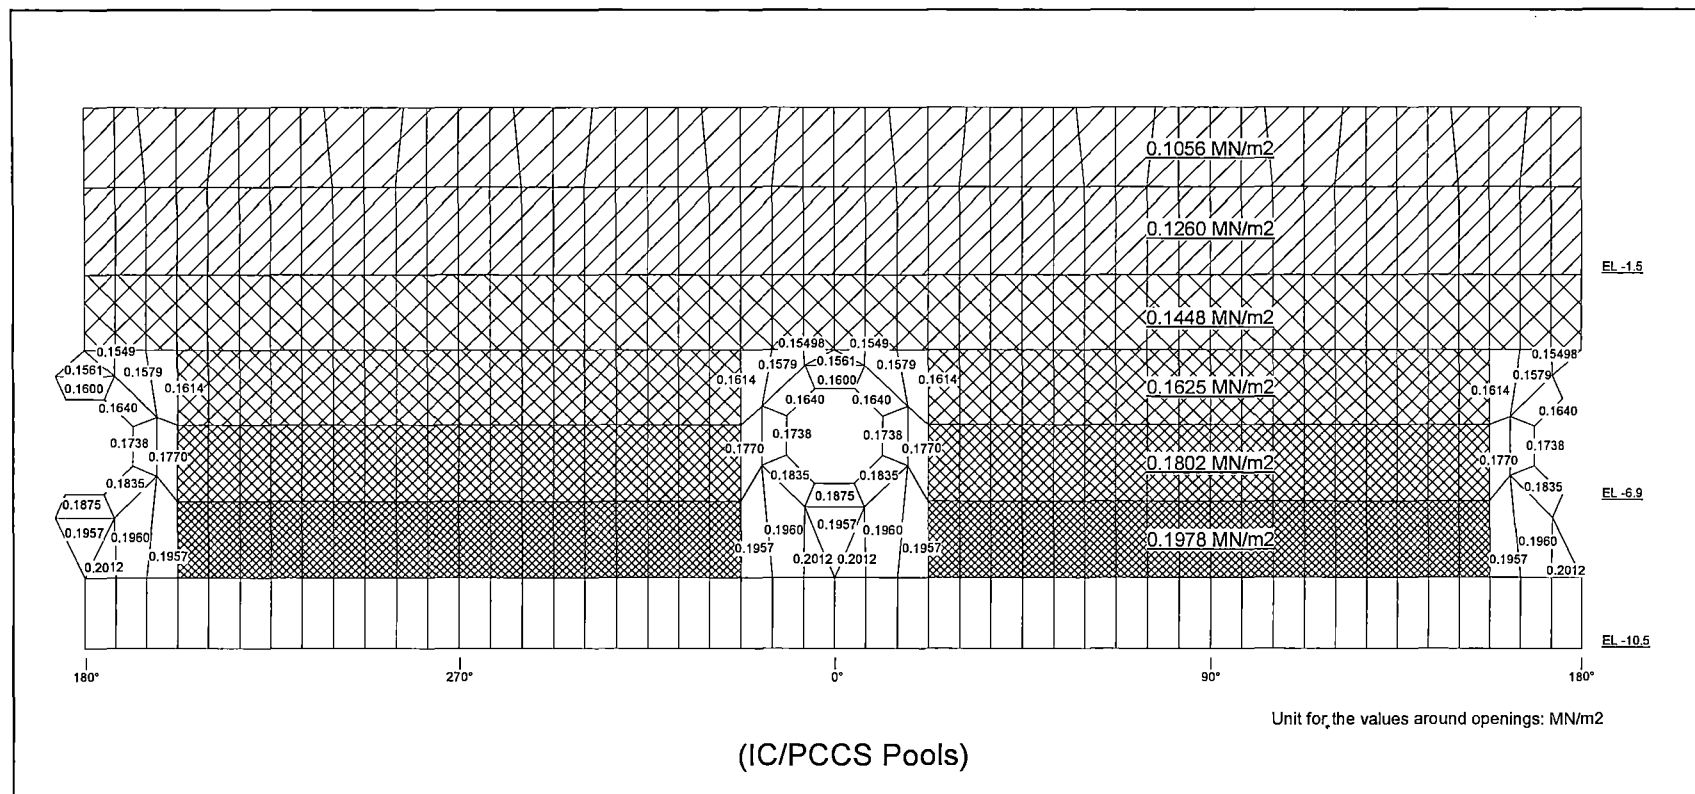 0.1056 MN/m2
0.1260 MN/m2
EL -1.5
0.1448 MN/m2
0.1549 0.15498 0.1549 0.15498
0.1561 0.1579 0.1579 0.1561 0.1579 0.1579
0.1600 0.1614 0.1614 0.1600 0.1614 0.1625 MN/m2 0.1614
0.1640 0.1640 0.1640 0.1640
0.1738 0.1738 0.1738 0.1738
0.1770 0.1770 0.1770 0.1802 MN/m2 0.1770
0.1835 0.1835 0.1835 0.1835
EL -6.9
0.1875 0.1875
0.1957 0.1960 0.1960 0.1957 0.1960 0.1978 MN/m2 0.1960
0.1957 0.1957 0.1957 0.1957
0.2012 0.2012 0.2012 0.2012
EL -10.5
180° 270° 0° 90° 180°
Unit for the values around openings: MN/m2
(IC/PCCS Pools)